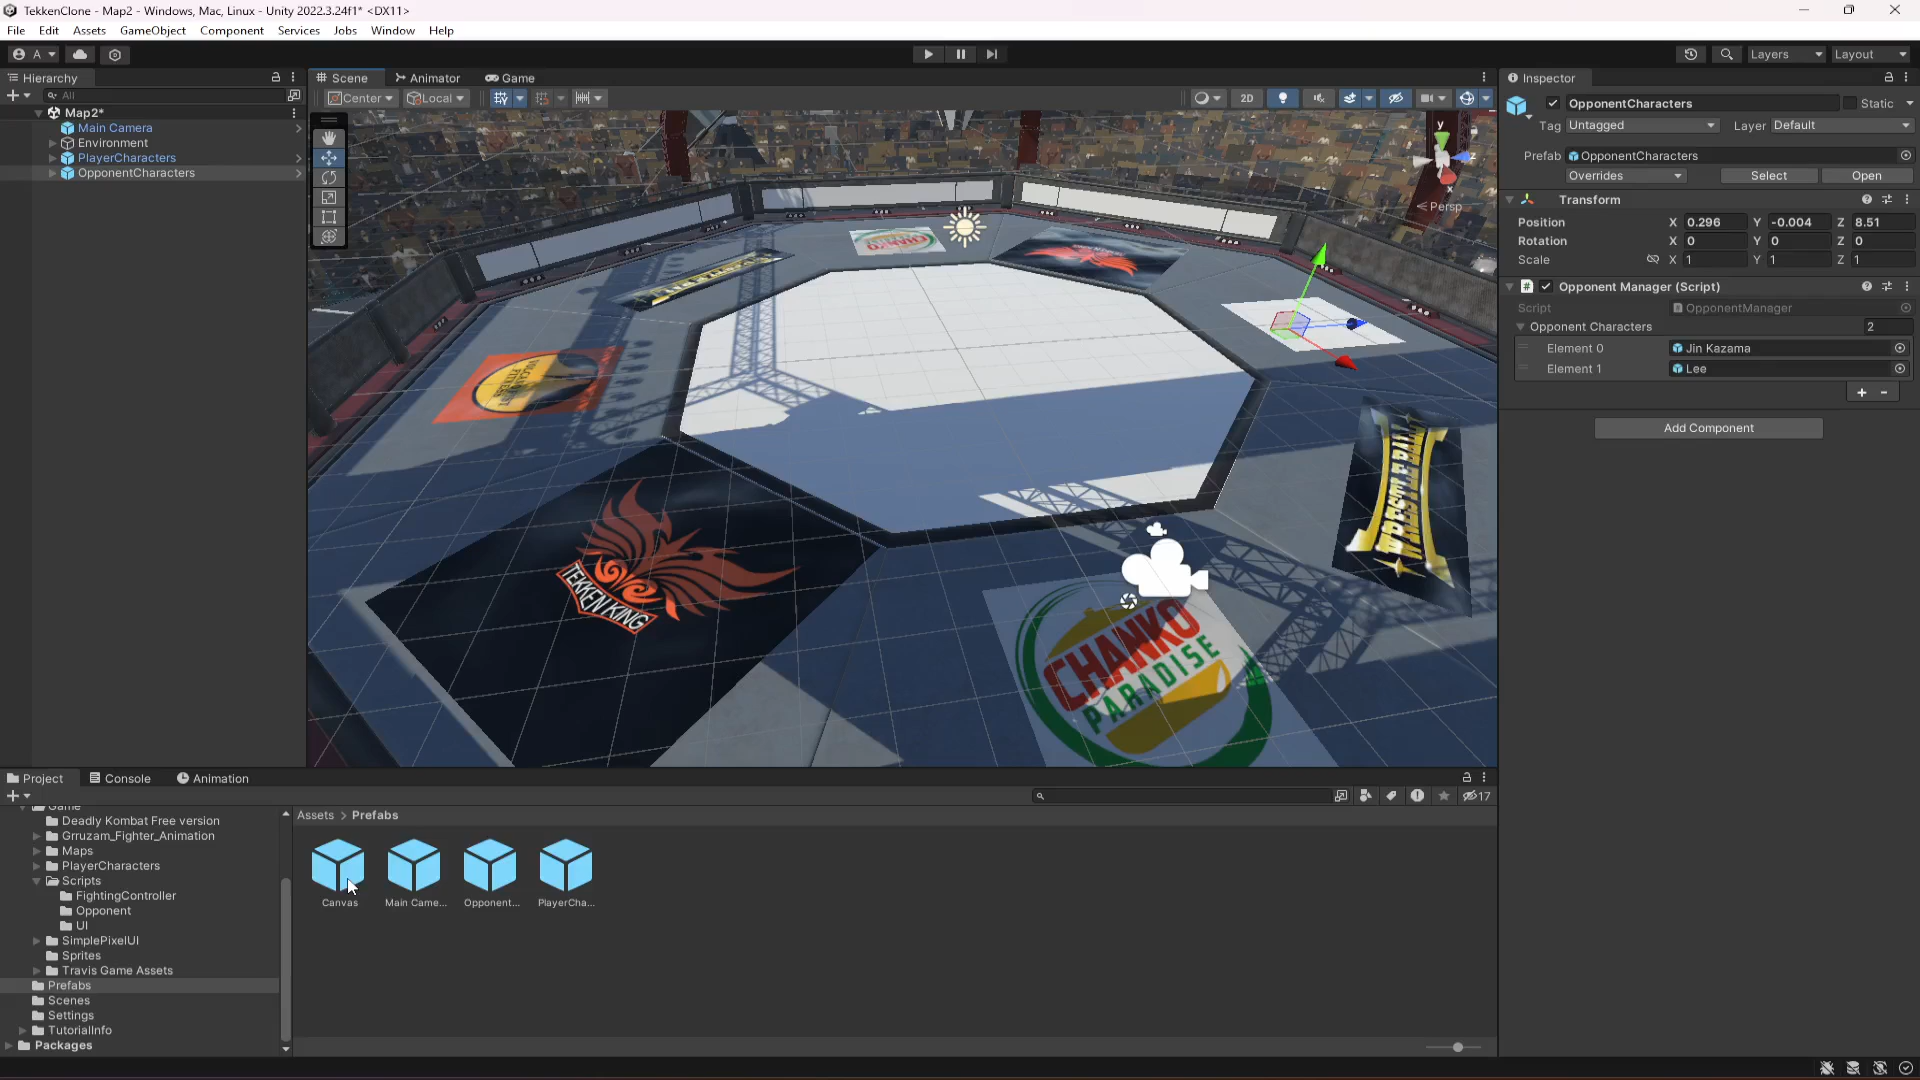 TekkenClone - Map2 - Windows, Mac, Linux - Unity 2022.3.24f1* <DX11>
File Edit Assets GameObject Component Services Jobs Window Help
A Layers Layout
Hierarchy Scene Animator Game Inspector
All Center Local 2D
Map2*
Main Camera
Environment
PlayerCharacters
OpponentCharacters
y
z
x
< Persp
TEKKEN KING
CHANKO
PARADISE
OpponentCharacters Static
Tag Untagged Layer Default
Prefab OpponentCharacters
Overrides Select Open
Transform
Position X 0.296 Y -0.004 Z 8.51
Rotation X 0 Y 0 Z 0
Scale X 1 Y 1 Z 1
# Opponent Manager (Script)
Script OpponentManager
Opponent Characters 2
Element 0 Jin Kazama
Element 1 Lee
+ -
Add Component
Project Console Animation
17
Game
Deadly Kombat Free version
Grruzam_Fighter_Animation
Maps
PlayerCharacters
Scripts
FightingController
Opponent
UI
SimplePixelUI
Sprites
Travis Game Assets
Prefabs
Scenes
Settings
TutorialInfo
Packages
Assets > Prefabs
Canvas Main Came... Opponent... PlayerCha...